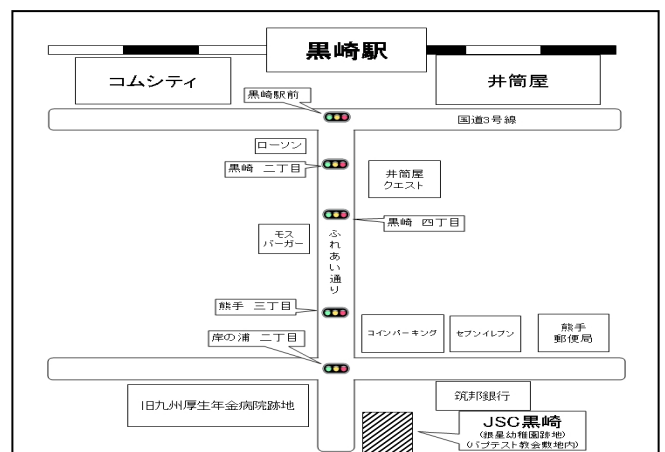 黒崎駅
コムシティ
井筒屋
黒崎駅前
国道3号線
ローソン
黒崎 二丁目
井筒屋
クエスト
黒崎 四丁目
モス
バーガー
ふれあい通り
熊手 三丁目
コインパーキング
セブンイレブン
熊手
郵便局
岸の浦 二丁目
筑邦銀行
旧九州厚生年金病院跡地
JSC黒崎
(銀星幼稚園跡地)
(バプテスト教会敷地内)